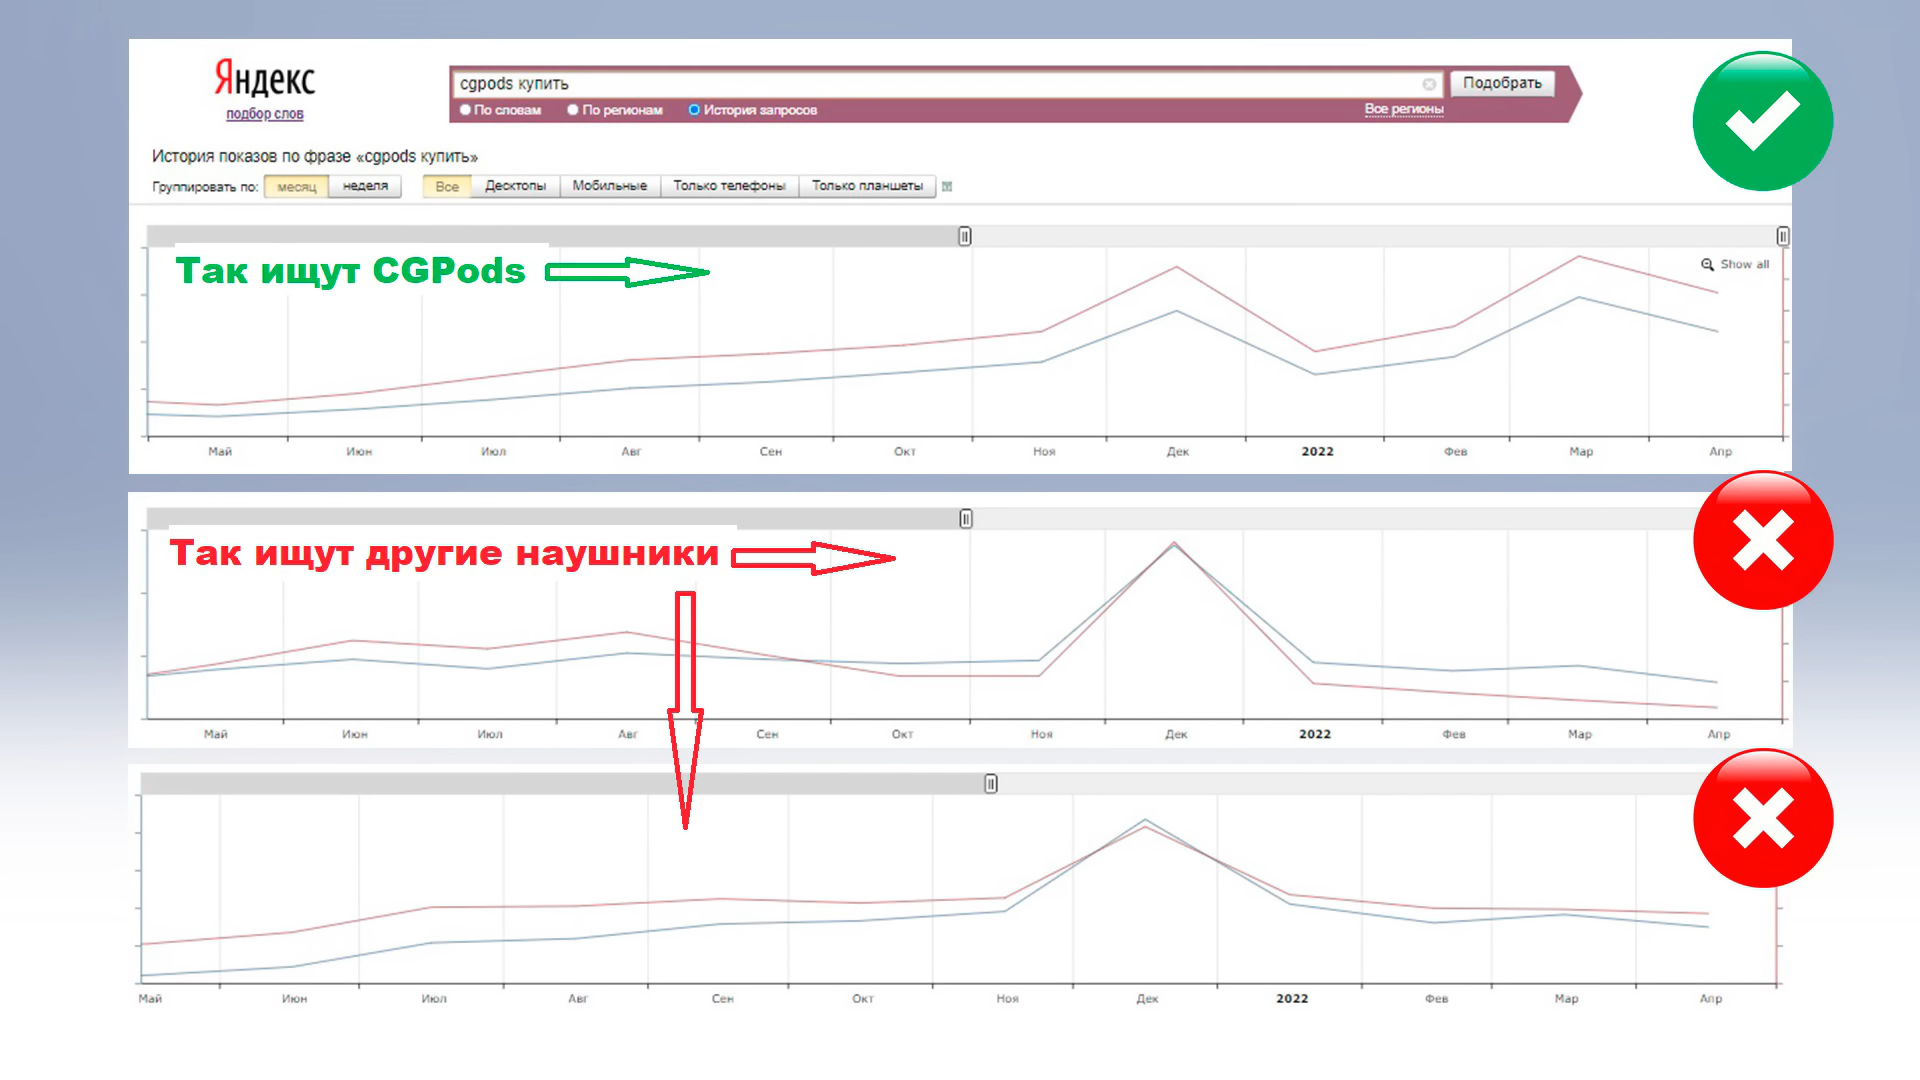 Яндекс
подбор слов
cgpods купить
Подобрать
По словам По регионам История запросов Все регионы
История показов по фразе «cgpods купить»
Группировать по: месяц неделя Все Десктопы Мобильные Только телефоны Только планшеты
Show all
Так ищут CGPods
Май Июн Июл Авг Сен Окт Ноя Дек 2022 Фев Мар Апр
Так ищут другие наушники
Май Июн Июл Авг Сен Окт Ноя Дек 2022 Фев Мар Апр
Май Июн Июл Авг Сен Окт Ноя Дек 2022 Фев Мар Апр